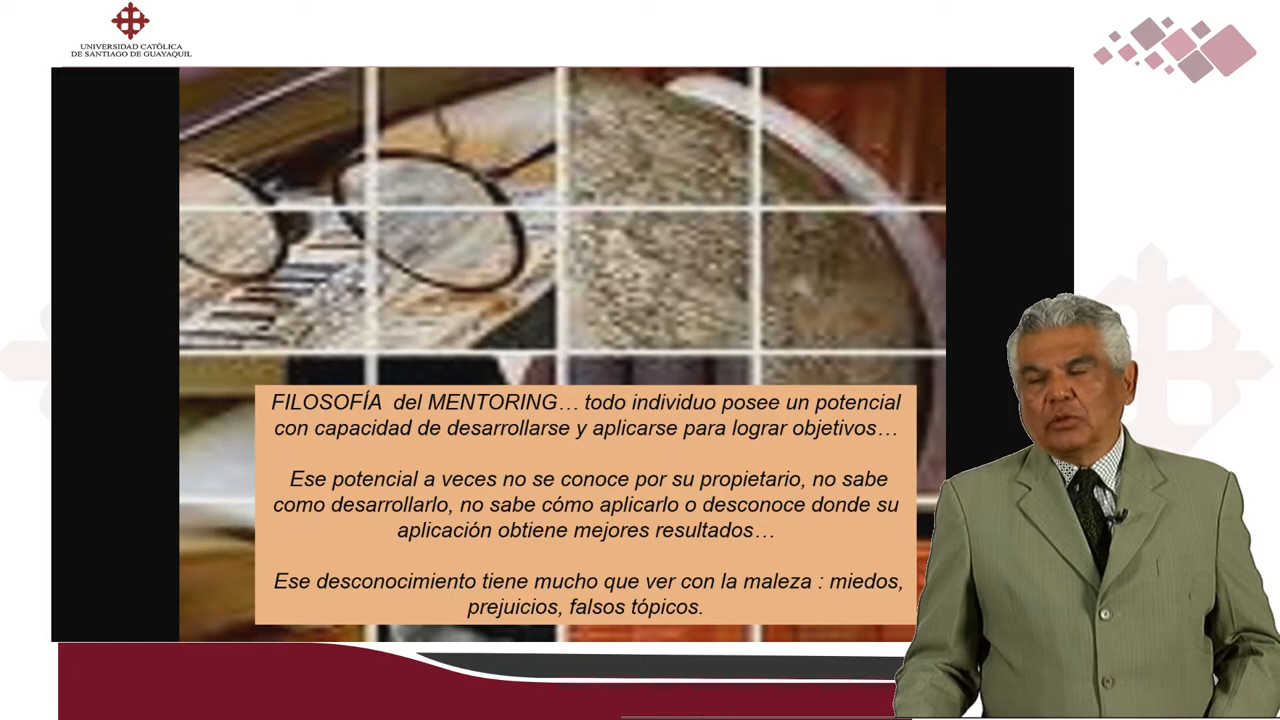 UNIVERSIDAD CATÓLICA
DE SANTIAGO DE GUAYAQUIL
FILOSOFÍA del MENTORING… todo individuo posee un potencial
con capacidad de desarrollarse y aplicarse para lograr objetivos…
Ese potencial a veces no se conoce por su propietario, no sabe
como desarrollarlo, no sabe cómo aplicarlo o desconoce donde su
aplicación obtiene mejores resultados…
Ese desconocimiento tiene mucho que ver con la maleza : miedos,
prejuicios, falsos tópicos.